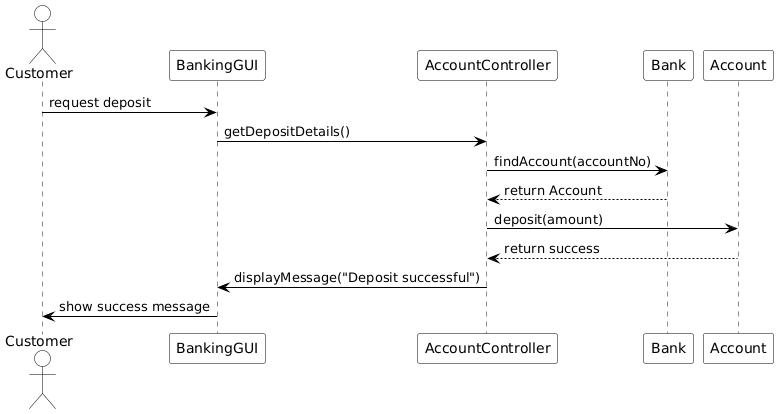 Customer
BankingGUI
AccountController
Bank
Account
request deposit
getDepositDetails()
findAccount(accountNo)
return Account
deposit(amount)
return success
displayMessage("Deposit successful")
show success message
Customer
BankingGUI
AccountController
Bank
Account